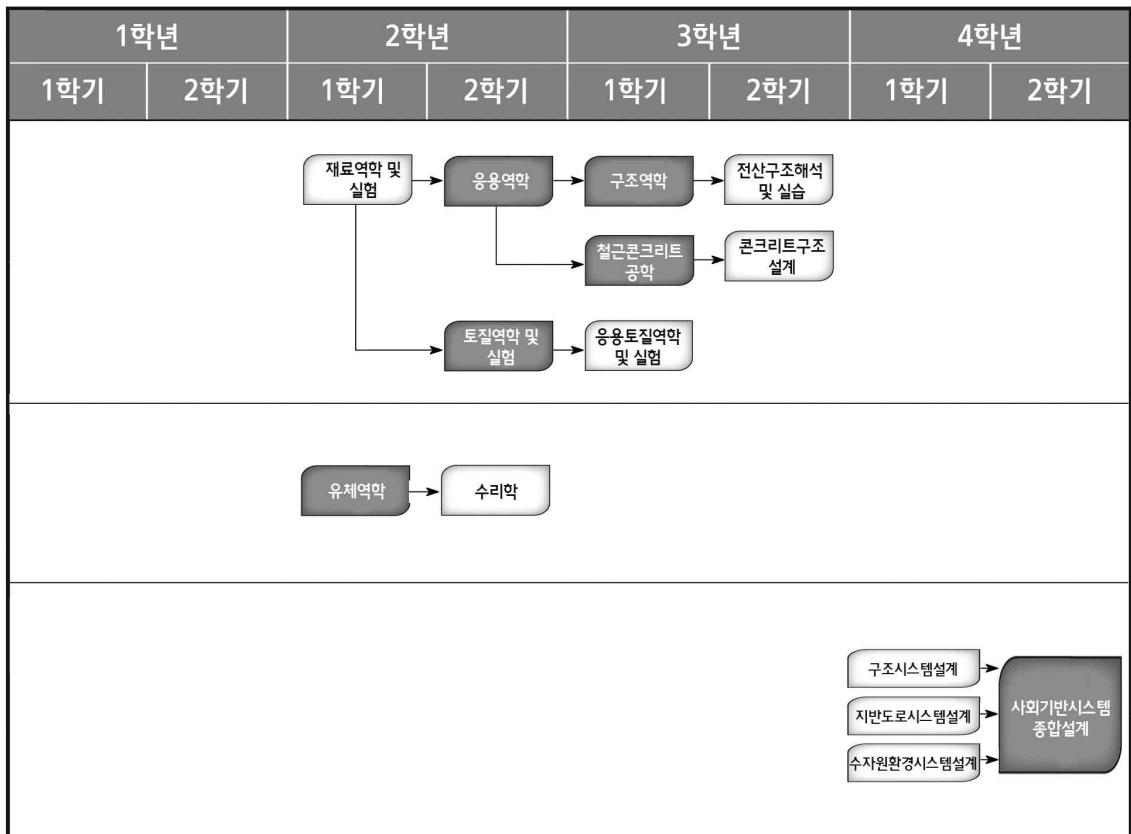 1학년 2학년 3학년 4학년
1학기 2학기 1학기 2학기 1학기 2학기 1학기 2학기
재료역학 및
실험
응용역학
구조역학
전산구조해석
및 실습
철근콘크리트
공학
콘크리트구조
설계
토질역학 및
실험
응용토질역학
및 실험
유체역학
수리학
구조시스템설계
지반도로시스템설계
수자원환경시스템설계
사회기반시스템
종합설계